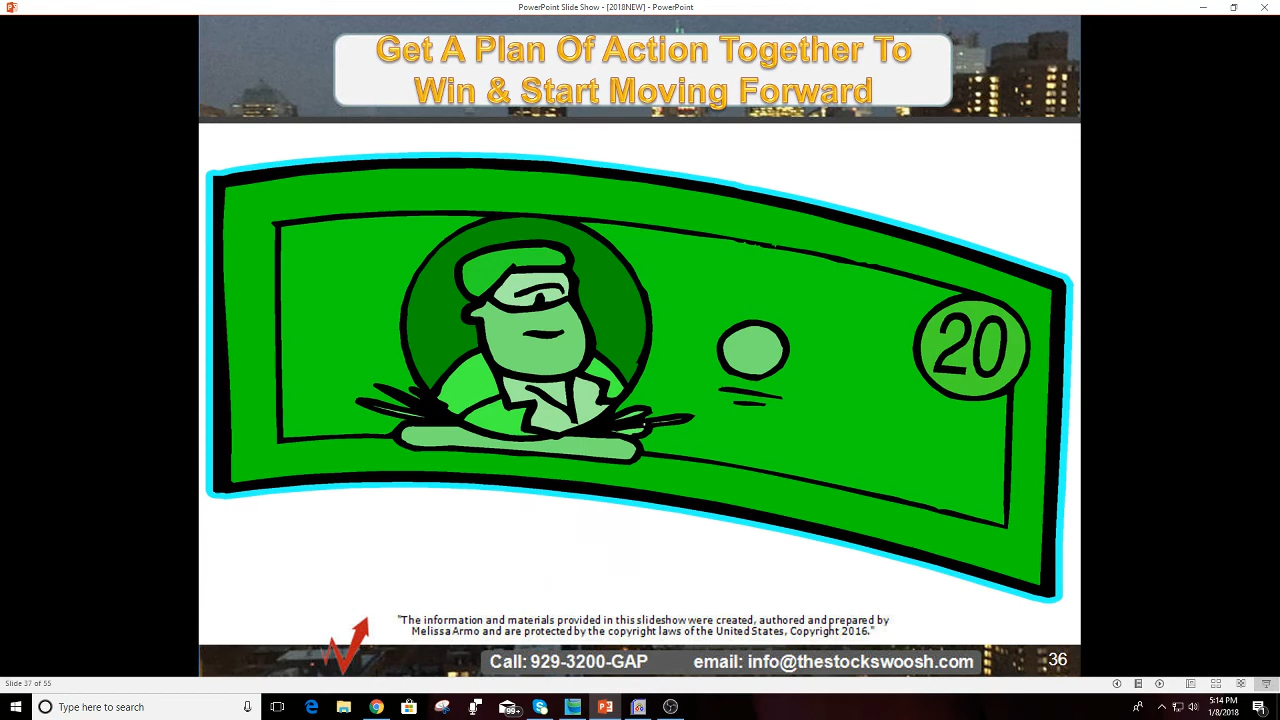 PowerPoint Slide Show - [2018NEW] - PowerPoint
Get A Plan Of Action Together To
Win & Start Moving Forward
20
"The information and materials provided in this slideshow were created, authored and prepared by
Melissa Armo and are protected by the copyright laws of the United States, Copyright 2016."
Call: 929-3200-GAP email: info@thestockswoosh.com
36
Slide 37 of 55
Type here to search
99+
5:14 PM
1/8/2018